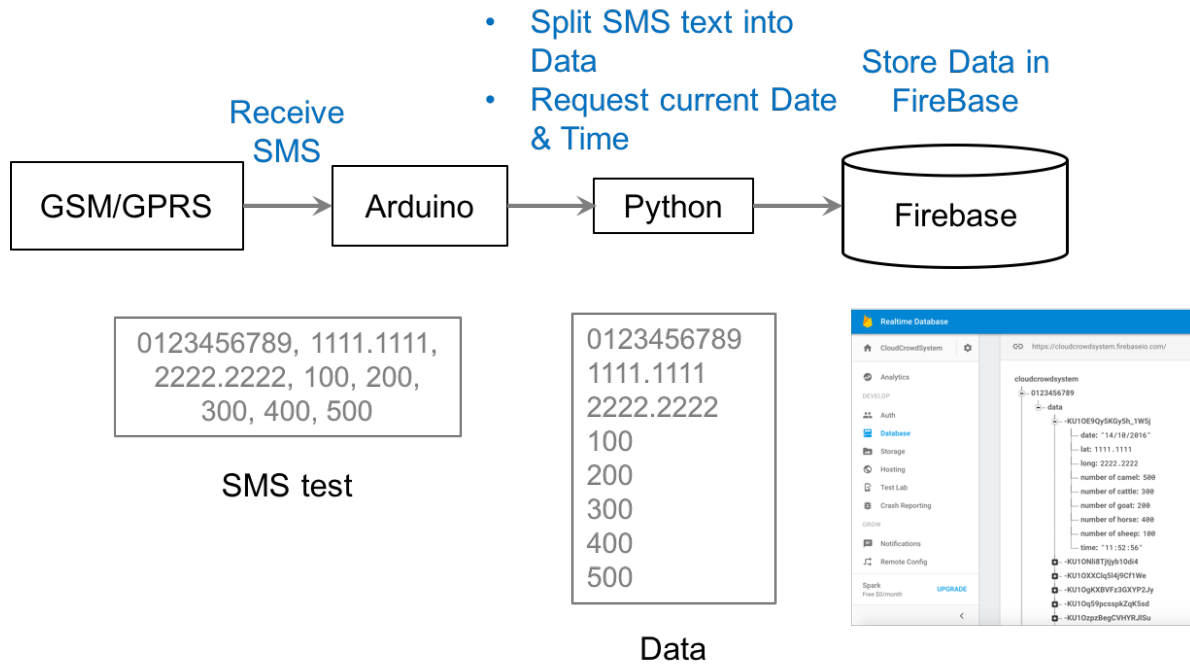 • Split SMS text into
Data
• Request current Date
& Time
Store Data in
FireBase
Receive
SMS
GSM/GPRS
Arduino
Python
Firebase
0123456789, 1111.1111,
2222.2222, 100, 200,
300, 400, 500
SMS test
0123456789
1111.1111
2222.2222
100
200
300
400
500
Data
Realtime Database
CloudCrowdSystem
https://cloudcrowdsystem.firebaseio.com/
Analytics
DEVELOP
Auth
Database
Storage
Hosting
Test Lab
Crash Reporting
GROW
Notifications
Remote Config
Spark
Free $0/month
UPGRADE
cloudcrowdsystem
0123456789
data
-KU1OE9Qy5KGy5h_1W5j
date: "14/10/2016"
lat: 1111.1111
long: 2222.2222
number of camel: 500
number of cattle: 300
number of goat: 200
number of horse: 400
number of sheep: 100
time: "11:52:56"
-KU1ONli8Tjtjyb10di4
-KU1OXXClq5l4j9Cf1We
-KU1OgKXBVFz3GXYP2Jy
-KU1Oq59pcsspkZqK5sd
-KU1OzpzBegCVHYRJlSu